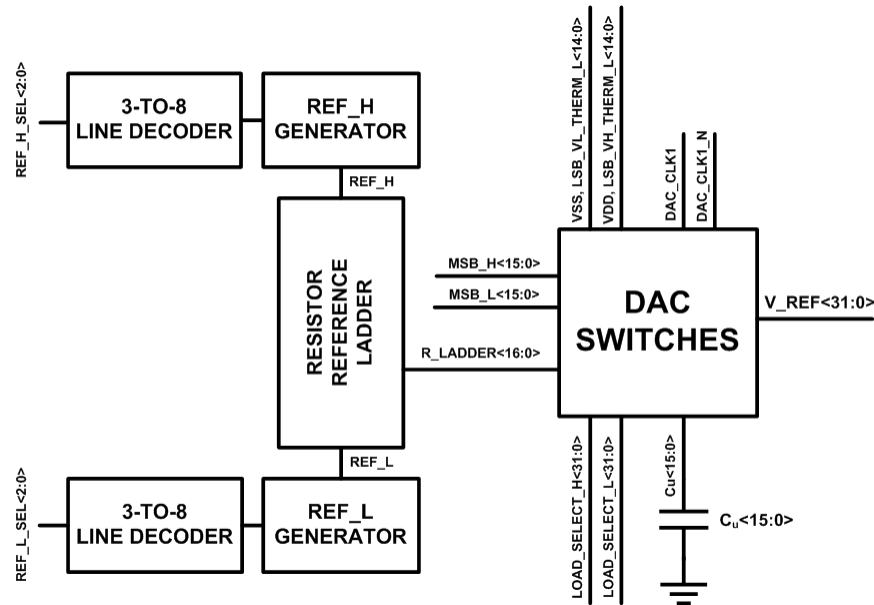 REF_H_SEL<2:0>
3-TO-8
LINE DECODER
REF_H
GENERATOR
REF_H
RESISTOR
REFERENCE
LADDER
REF_L
REF_L_SEL<2:0>
3-TO-8
LINE DECODER
REF_L
GENERATOR
VSS, LSB_VL_THERM_L<14:0>
VDD, LSB_VH_THERM_L<14:0>
DAC_CLK1
DAC_CLK1_N
MSB_H<15:0>
MSB_L<15:0>
R_LADDER<16:0>
DAC
SWITCHES
V_REF<31:0>
LOAD_SELECT_H<31:0>
LOAD_SELECT_L<31:0>
Cu<15:0>
Cᵤ<15:0>